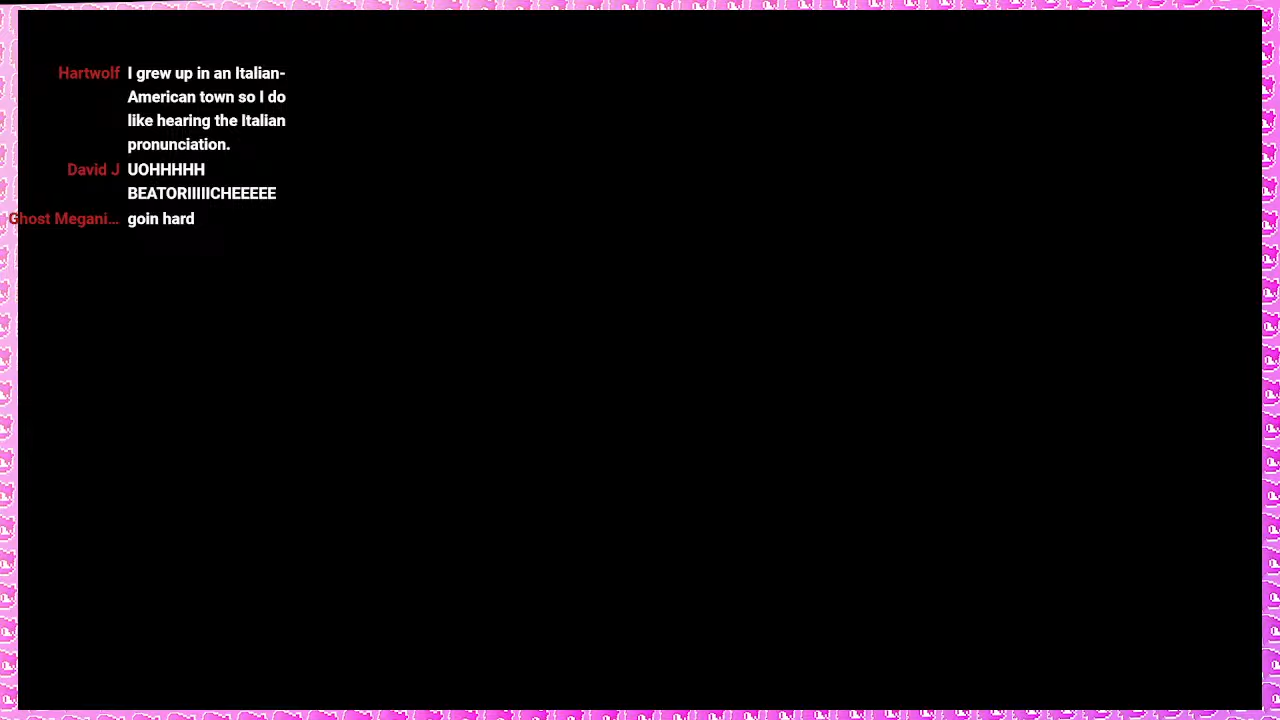 Hartwolf I grew up in an Italian-
American town so I do
like hearing the Italian
pronunciation.
David J UOHHHHH
BEATORIIIIICHEEEEE
Ghost Megani... goin hard